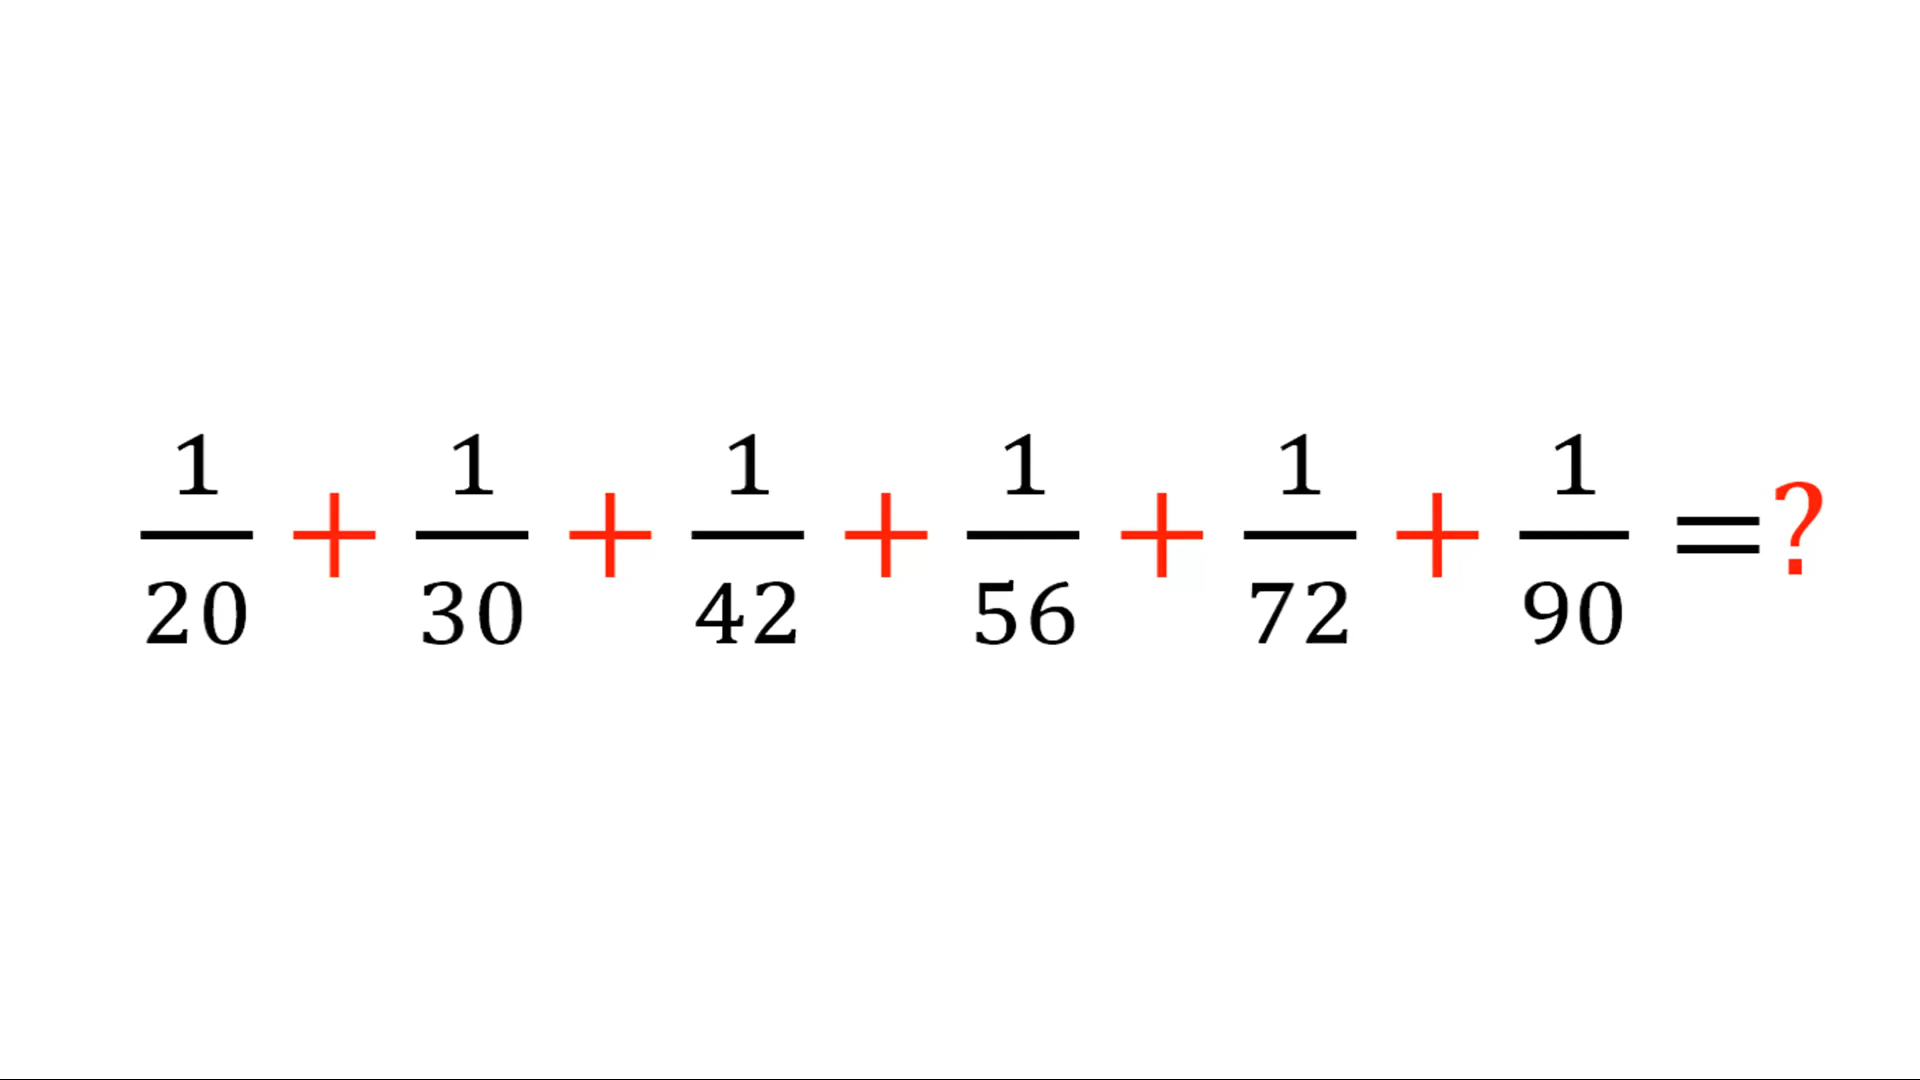 1/20 + 1/30 + 1/42 + 1/56 + 1/72 + 1/90 =?